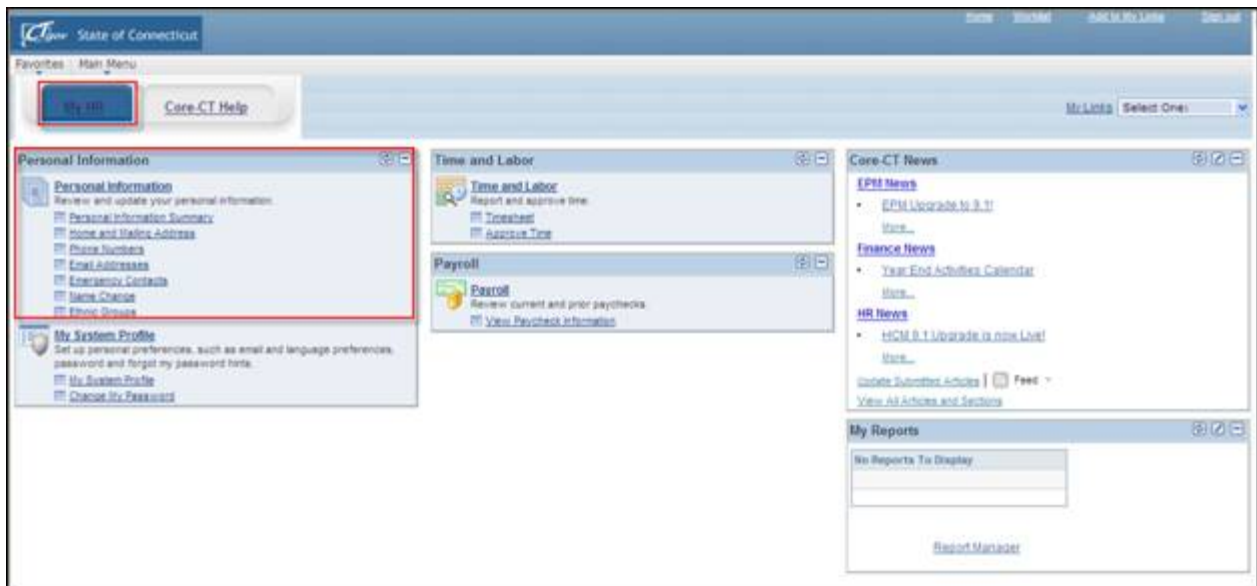 Home Worklist Add to My Links Sign out
CT.gov State of Connecticut
Favorites Main Menu
My HR Core-CT Help
My Links Select One:
Personal Information
Personal Information
Review and update your personal information.
Personal Information Summary
Home and Mailing Address
Phone Numbers
Email Addresses
Emergency Contacts
Name Change
Ethnic Groups
My System Profile
Set up personal preferences, such as email and language preferences,
password and forgot my password hints.
My System Profile
Change My Password
Time and Labor
Time and Labor
Report and approve time.
Timesheet
Approve Time
Payroll
Payroll
Review current and prior paychecks.
View Paycheck Information
Core-CT News
EPM News
• EPM Upgrade to 9.1!
More...
Finance News
• Year End Activities Calendar
More...
HR News
• HCM 9.1 Upgrade is now Live!
More...
Update Submitted Articles | Feed
View All Articles and Sections
My Reports
No Reports To Display
Report Manager